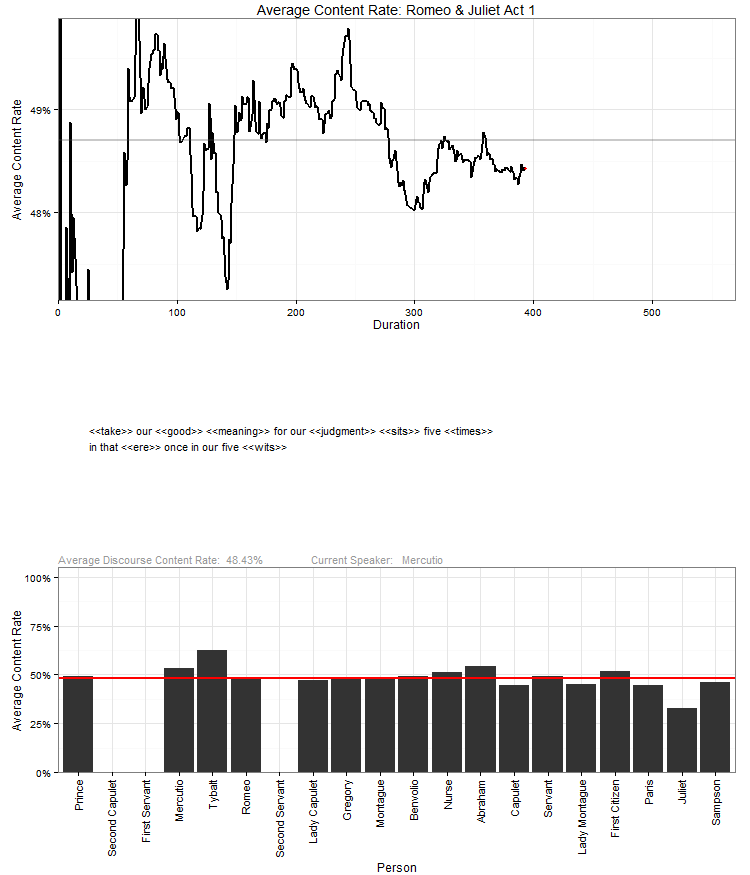 Average Content Rate: Romeo & Juliet Act 1
Average Content Rate
49%
48%
0 100 200 300 400 500
Duration
<<take>> our <<good>> <<meaning>> for our <<judgment>> <<sits>> five <<times>>
in that <<ere>> once in our five <<wits>>
Average Discourse Content Rate: 48.43% Current Speaker: Mercutio
Average Content Rate
100%
75%
50%
25%
0%
Prince
Second Capulet
First Servant
Mercutio
Tybalt
Romeo
Second Servant
Lady Capulet
Gregory
Montague
Benvolio
Nurse
Abraham
Capulet
Servant
Lady Montague
First Citizen
Paris
Juliet
Sampson
Person